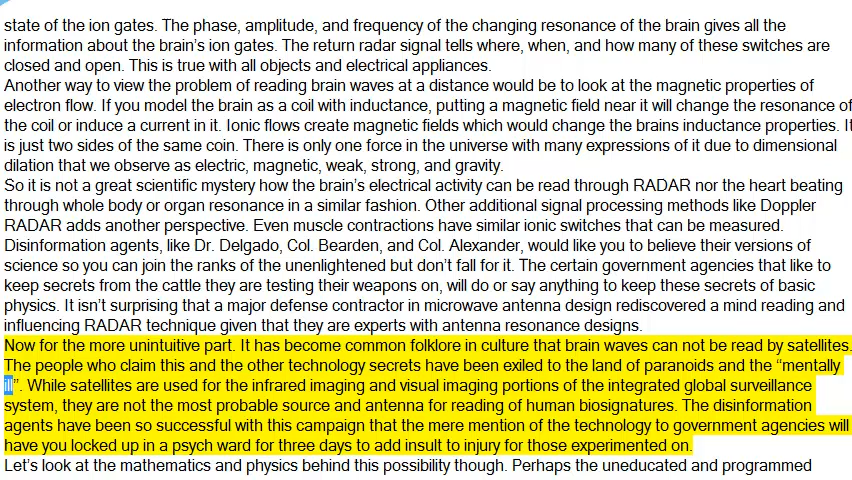 state of the ion gates. The phase, amplitude, and frequency of the changing resonance of the brain gives all the
information about the brain’s ion gates. The return radar signal tells where, when, and how many of these switches are
closed and open. This is true with all objects and electrical appliances.
Another way to view the problem of reading brain waves at a distance would be to look at the magnetic properties of
electron flow. If you model the brain as a coil with inductance, putting a magnetic field near it will change the resonance of
the coil or induce a current in it. Ionic flows create magnetic fields which would change the brains inductance properties. It
is just two sides of the same coin. There is only one force in the universe with many expressions of it due to dimensional
dilation that we observe as electric, magnetic, weak, strong, and gravity.
So it is not a great scientific mystery how the brain’s electrical activity can be read through RADAR nor the heart beating
through whole body or organ resonance in a similar fashion. Other additional signal processing methods like Doppler
RADAR adds another perspective. Even muscle contractions have similar ionic switches that can be measured.
Disinformation agents, like Dr. Delgado, Col. Bearden, and Col. Alexander, would like you to believe their versions of
science so you can join the ranks of the unenlightened but don’t fall for it. The certain government agencies that like to
keep secrets from the cattle they are testing their weapons on, will do or say anything to keep these secrets of basic
physics. It isn’t surprising that a major defense contractor in microwave antenna design rediscovered a mind reading and
influencing RADAR technique given that they are experts with antenna resonance designs.
Now for the more unintuitive part. It has become common folklore in culture that brain waves can not be read by satellites.
The people who claim this and the other technology secrets have been exiled to the land of paranoids and the “mentally
ill”. While satellites are used for the infrared imaging and visual imaging portions of the integrated global surveillance
system, they are not the most probable source and antenna for reading of human biosignatures. The disinformation
agents have been so successful with this campaign that the mere mention of the technology to government agencies will
have you locked up in a psych ward for three days to add insult to injury for those experimented on.
Let’s look at the mathematics and physics behind this possibility though. Perhaps the uneducated and programmed